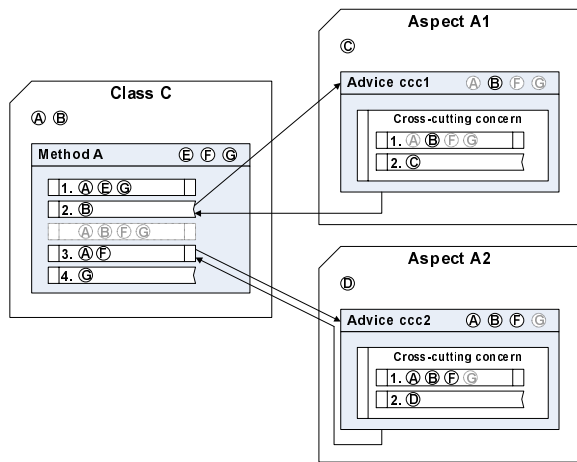 Class C
A B
Method A E F G
1. A E G
2. B
A B F G
3. A F
4. G
Aspect A1
C
Advice ccc1 A B F G
Cross-cutting concern
1. A B F G
2. C
Aspect A2
D
Advice ccc2 A B F G
Cross-cutting concern
1. A B F G
2. D